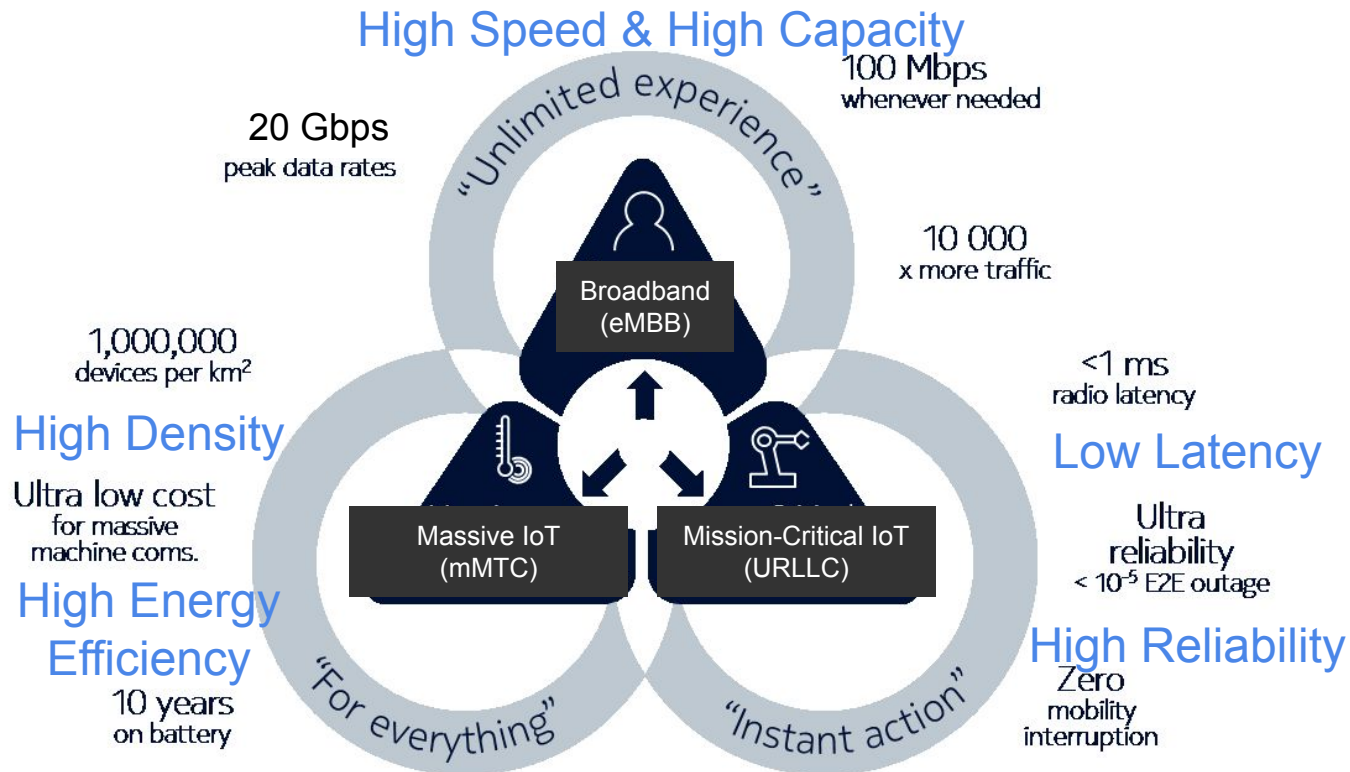 High Speed & High Capacity
100 Mbps
whenever needed
20 Gbps
peak data rates
“Unlimited experience”
10 000
x more traffic
Broadband
(eMBB)
1,000,000
devices per km²
<1 ms
radio latency
High Density
Low Latency
Ultra low cost
for massive
machine coms.
Ultra
reliability
< 10⁻⁵ E2E outage
Massive IoT
(mMTC)
Mission-Critical IoT
(URLLC)
High Energy
Efficiency
High Reliability
10 years
on battery
Zero
mobility
interruption
“For everything”
“Instant action”